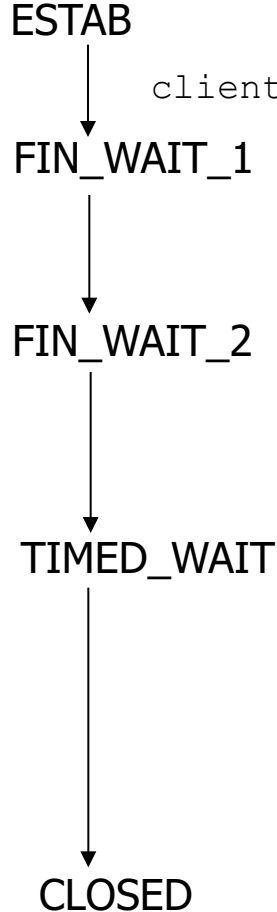 ESTAB
client
FIN_WAIT_1
FIN_WAIT_2
TIMED_WAIT
CLOSED